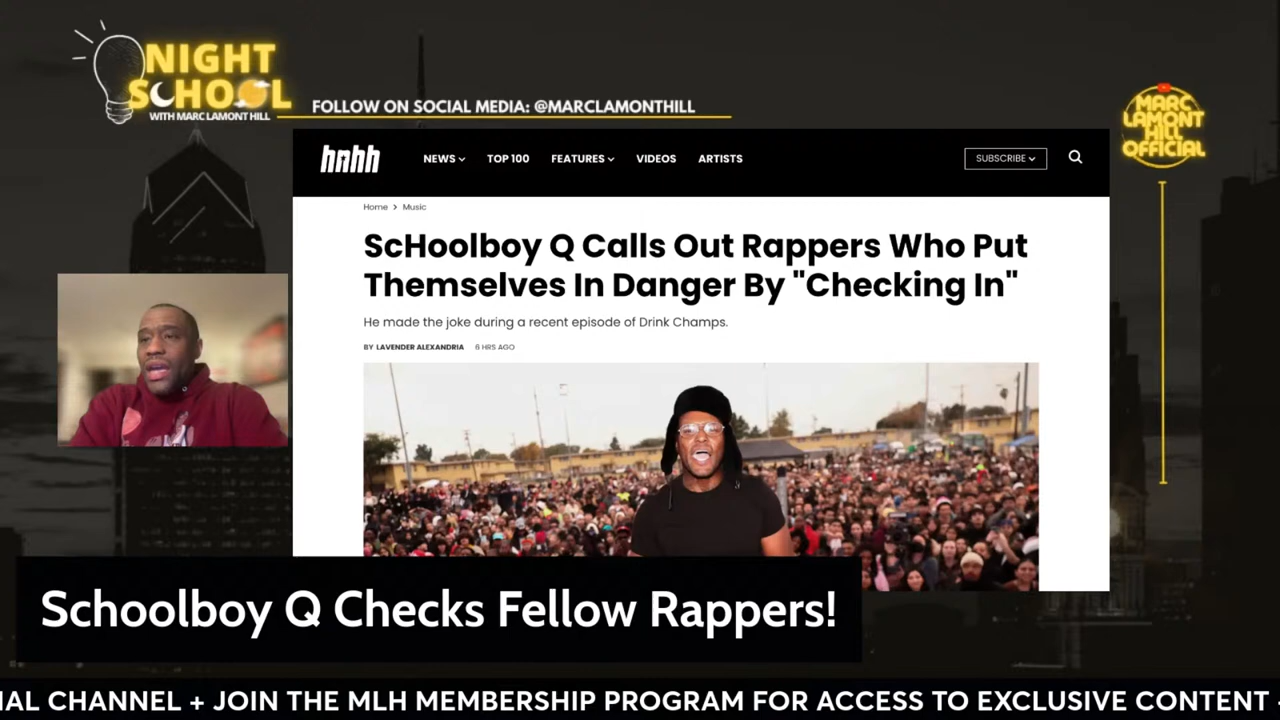 NIGHT
SCHOOL
WITH MARC LAMONT HILL
FOLLOW ON SOCIAL MEDIA: @MARCLAMONTHILL
MARC
LAMONT
HILL
OFFICIAL
hnhh
NEWS TOP 100 FEATURES VIDEOS ARTISTS
SUBSCRIBE
Home > Music
ScHoolboy Q Calls Out Rappers Who Put
Themselves In Danger By "Checking In"
He made the joke during a recent episode of Drink Champs.
BY LAVENDER ALEXANDRIA 6 HRS AGO
Schoolboy Q Checks Fellow Rappers!
CHANNEL + JOIN THE MLH MEMBERSHIP PROGRAM FOR ACCESS TO EXCLUSIVE CONTENT